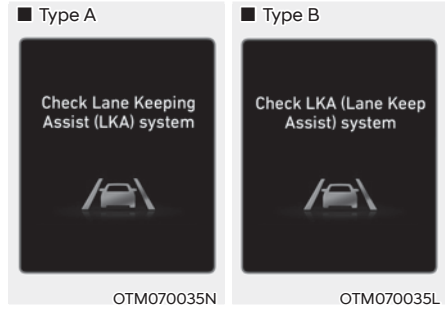 ■ Type A
Check Lane Keeping
Assist (LKA) system
OTM070035N
■ Type B
Check LKA (Lane Keep
Assist) system
OTM070035L